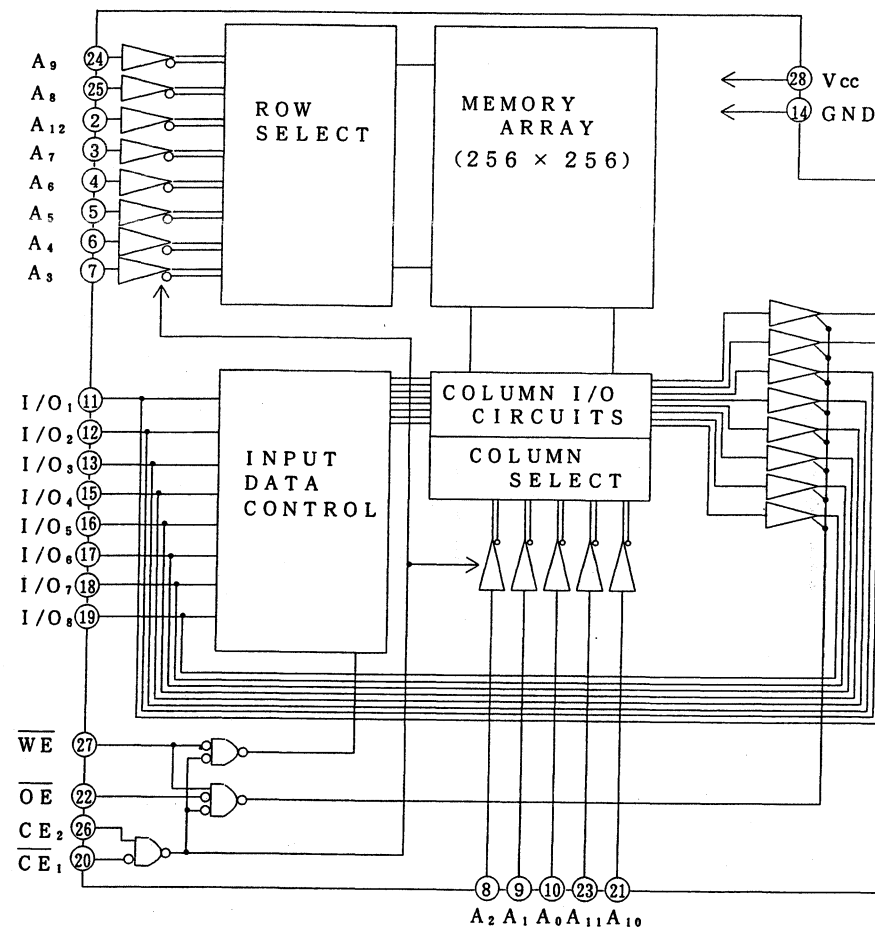 A₉ 24
A₈ 25
A₁₂ 2
A₇ 3
A₆ 4
A₅ 5
A₄ 6
A₃ 7
ROW
SELECT
MEMORY
ARRAY
(256 × 256)
28 Vcc
14 GND
I/O₁ 11
I/O₂ 12
I/O₃ 13
I/O₄ 15
I/O₅ 16
I/O₆ 17
I/O₇ 18
I/O₈ 19
INPUT
DATA
CONTROL
COLUMN I/O
CIRCUITS
COLUMN
SELECT
W̅E̅ 27
O̅E̅ 22
CE₂ 26
C̅E̅₁ 20
8 9 10 23 21
A₂ A₁ A₀ A₁₁ A₁₀